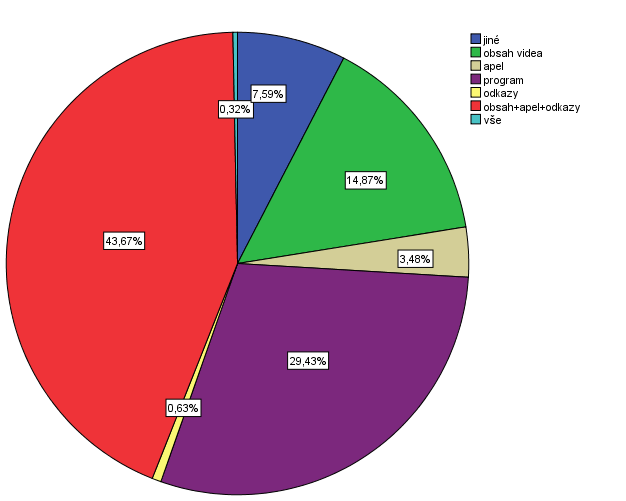 jiné
obsah videa
apel
program
odkazy
obsah+apel+odkazy
vše
7,59%
0,32%
14,87%
43,67%
3,48%
29,43%
0,63%